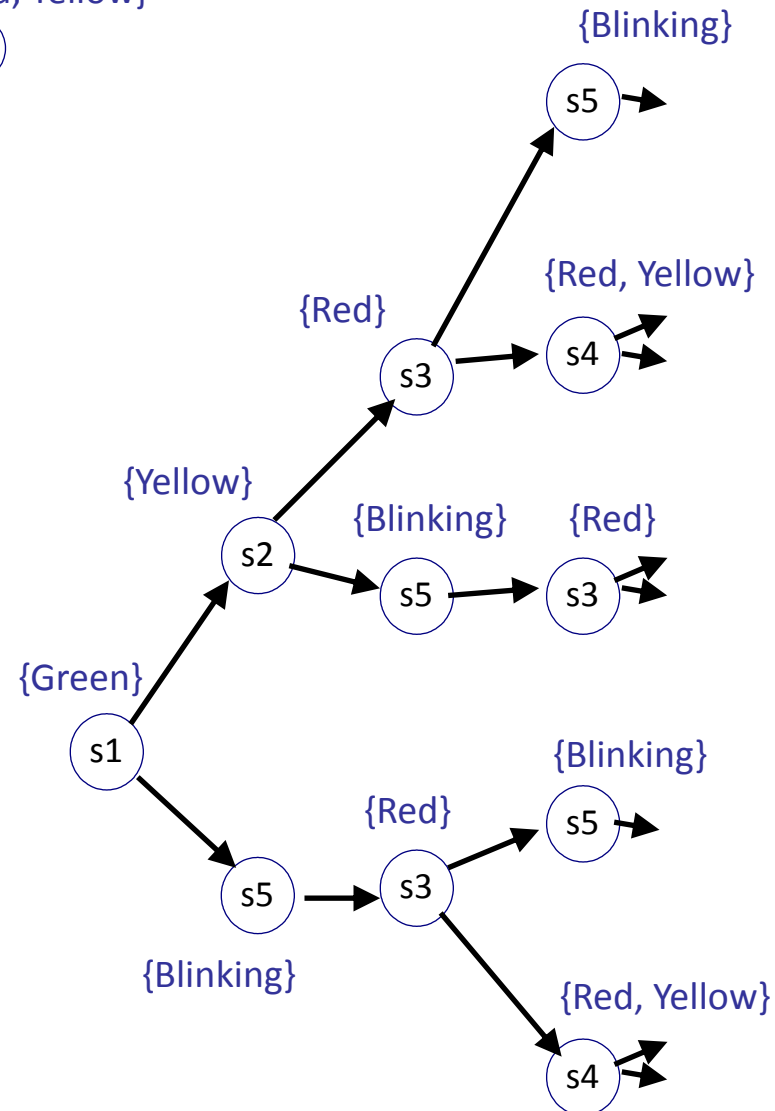 Yellow}
{Blinking}
s5
{Red, Yellow}
{Red}
s4
s3
{Yellow}
{Blinking} {Red}
s2
s5 s3
{Green}
s1
{Blinking}
{Red}
s5
s3
s5
{Blinking}
{Red, Yellow}
s4